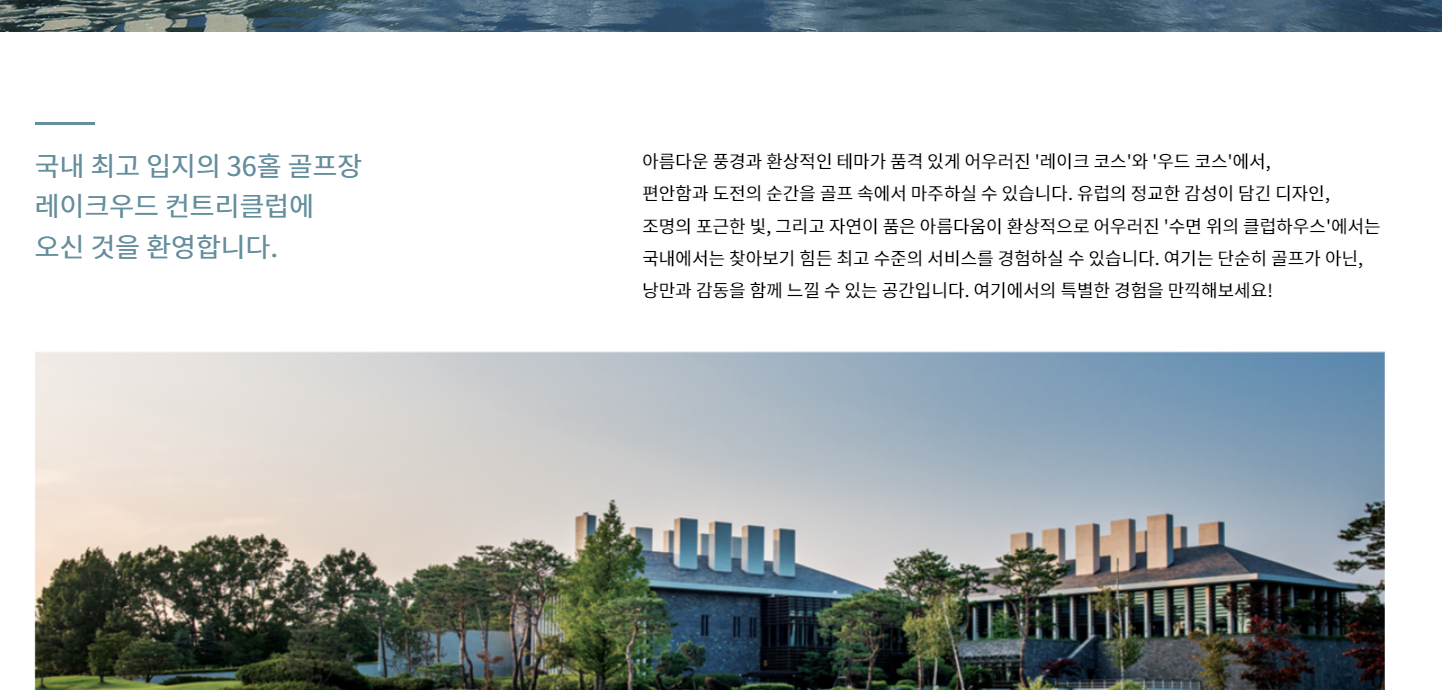 국내 최고 입지의 36홀 골프장
레이크우드 컨트리클럽에
오신 것을 환영합니다.
아름다운 풍경과 환상적인 테마가 품격 있게 어우러진 '레이크 코스'와 '우드 코스'에서,
편안함과 도전의 순간을 골프 속에서 마주하실 수 있습니다. 유럽의 정교한 감성이 담긴 디자인,
조명의 포근한 빛, 그리고 자연이 품은 아름다움이 환상적으로 어우러진 '수면 위의 클럽하우스'에서는
국내에서는 찾아보기 힘든 최고 수준의 서비스를 경험하실 수 있습니다. 여기는 단순히 골프가 아닌,
낭만과 감동을 함께 느낄 수 있는 공간입니다. 여기에서의 특별한 경험을 만끽해보세요!